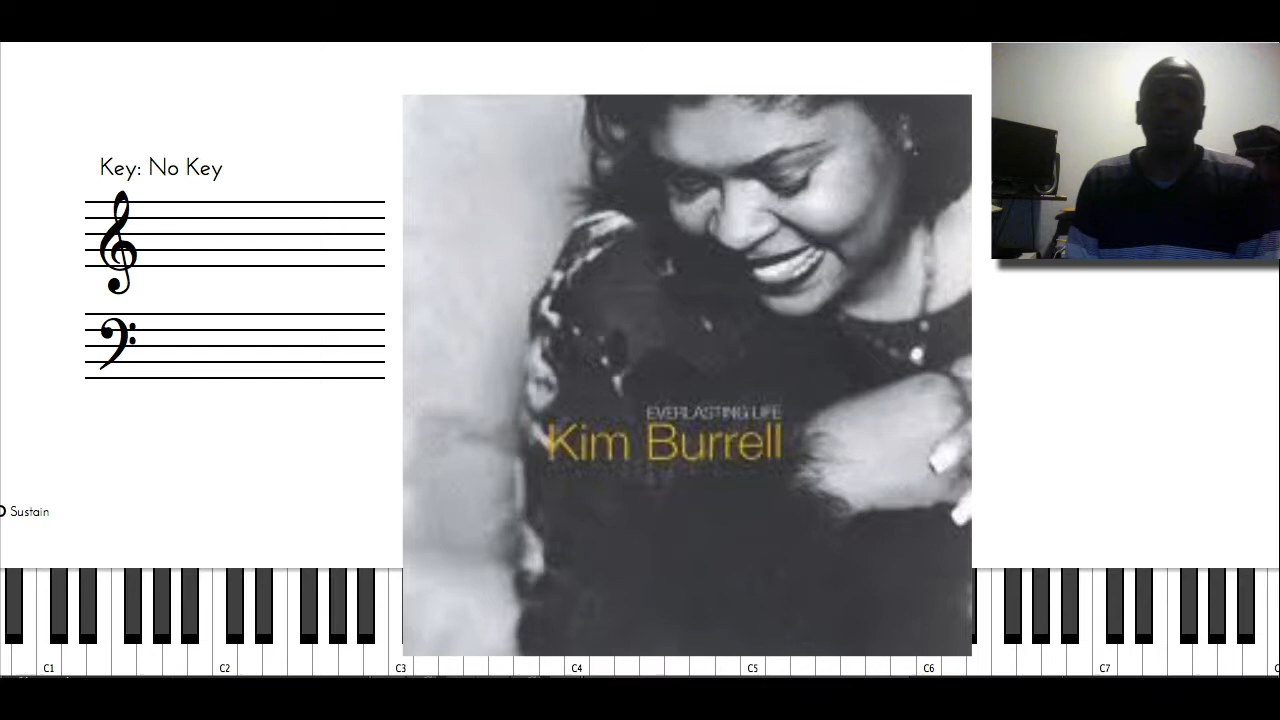 Key: No Key
EVERLASTING LIFE
Kim Burrell
Sustain
C1 C2 C3 C4 C5 C6 C7